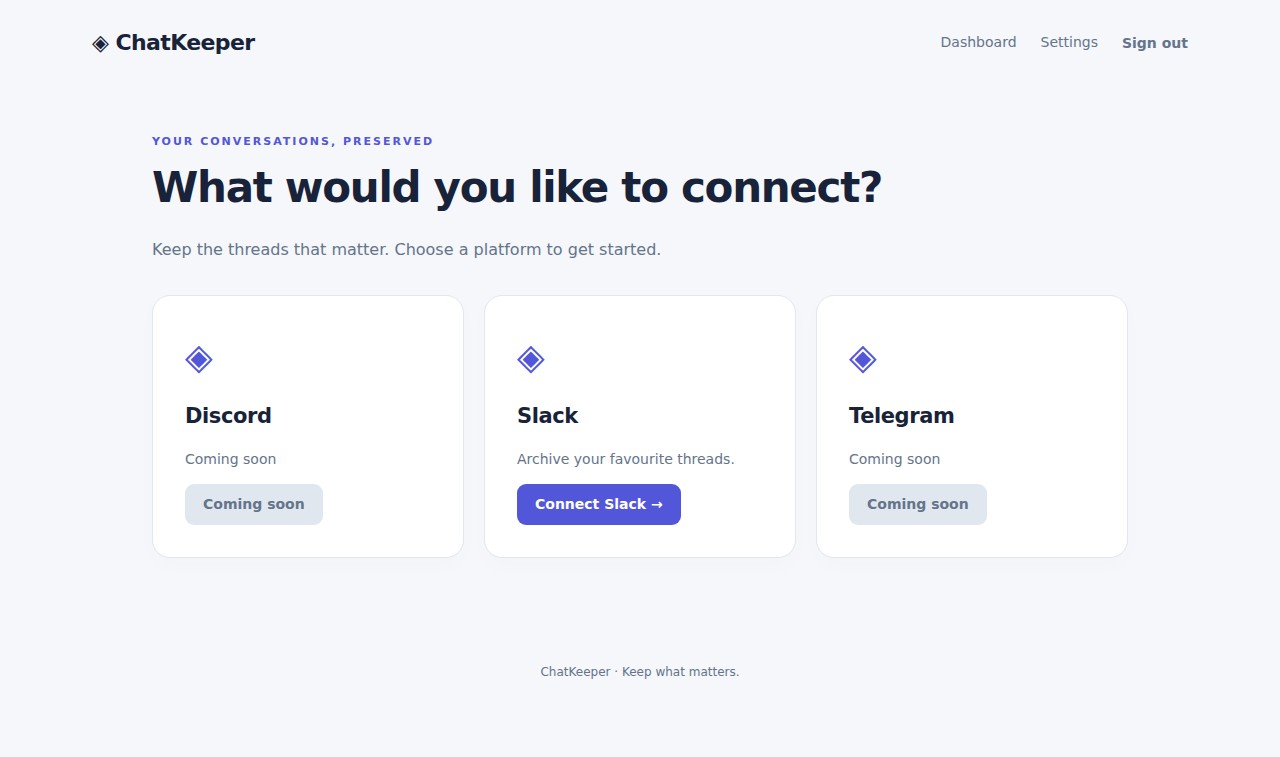 ◈ ChatKeeper
Dashboard Settings Sign out
YOUR CONVERSATIONS, PRESERVED
What would you like to connect?
Keep the threads that matter. Choose a platform to get started.
Discord
Coming soon
Coming soon
Slack
Archive your favourite threads.
Connect Slack →
Telegram
Coming soon
Coming soon
ChatKeeper · Keep what matters.